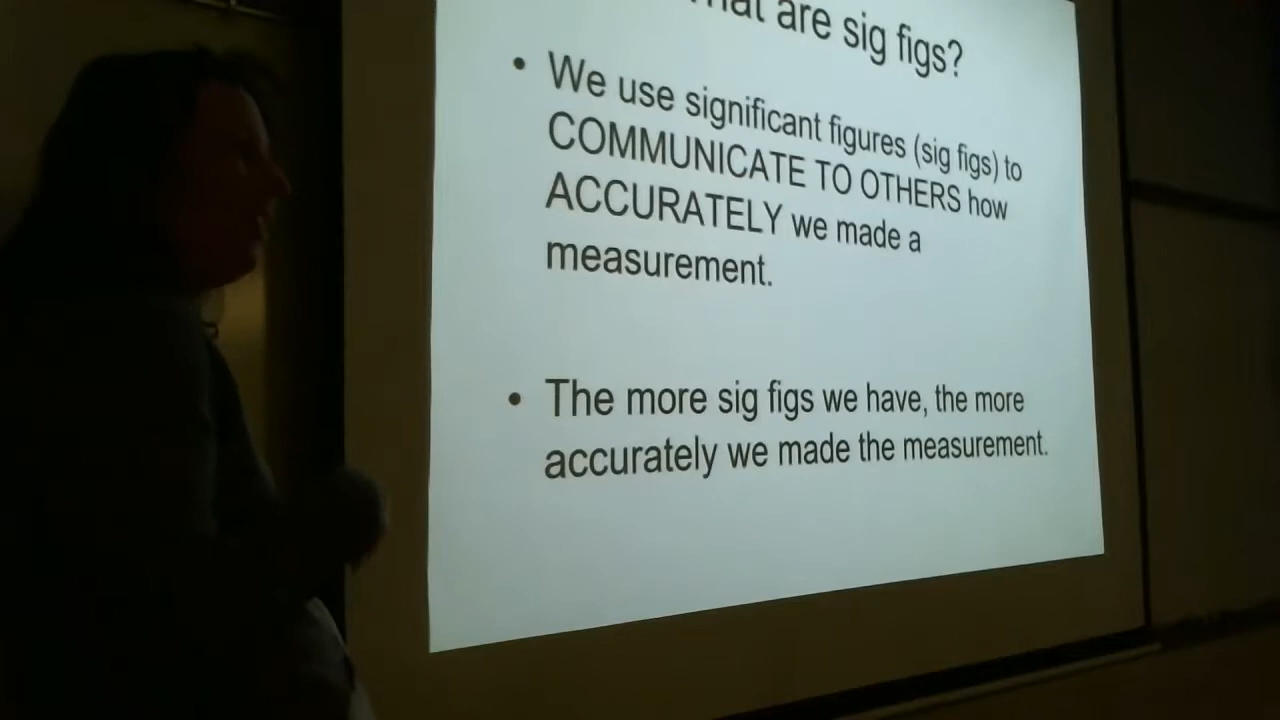 What are sig figs?
• We use significant figures (sig figs) to
COMMUNICATE TO OTHERS how
ACCURATELY we made a
measurement.
• The more sig figs we have, the more
accurately we made the measurement.